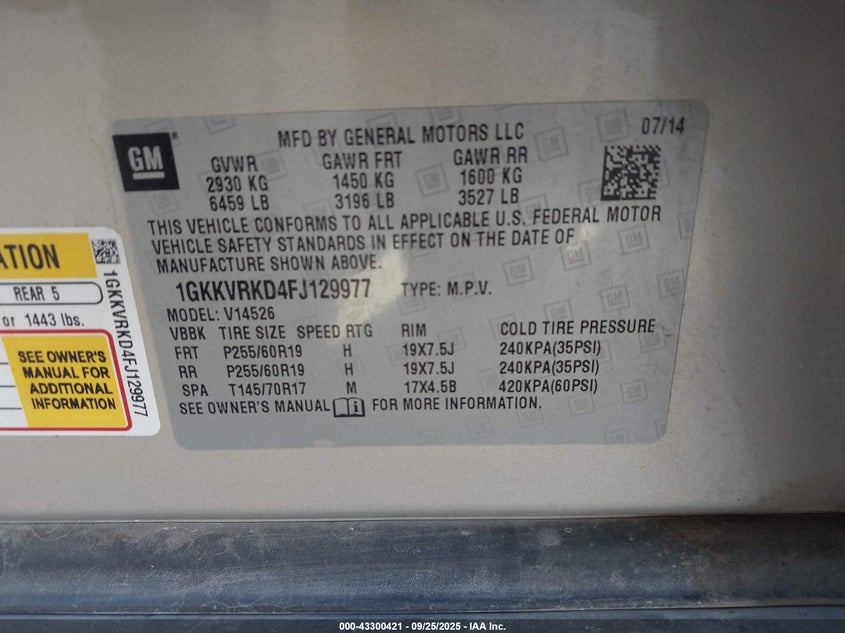 MFD BY GENERAL MOTORS LLC
07/14
GM
GVWR GAWR FRT GAWR RR
2930 KG 1450 KG 1600 KG
6459 LB 3196 LB 3527 LB
THIS VEHICLE CONFORMS TO ALL APPLICABLE U.S. FEDERAL MOTOR
VEHICLE SAFETY STANDARDS IN EFFECT ON THE DATE OF
MANUFACTURE SHOWN ABOVE.
1GKKVRKD4FJ129977 TYPE: M.P.V.
MODEL: V14526
VBBK TIRE SIZE SPEED RTG RIM COLD TIRE PRESSURE
FRT P255/60R19 H 19X7.5J 240KPA(35PSI)
RR P255/60R19 H 19X7.5J 240KPA(35PSI)
SPA T145/70R17 M 17X4.5B 420KPA(60PSI)
SEE OWNER'S MANUAL FOR MORE INFORMATION.
ATION
REAR 5
or 1443 lbs.
SEE OWNER'S
MANUAL FOR
ADDITIONAL
INFORMATION
1GKKVRKD4FJ129977
000-43300421 - 09/25/2025 - IAA Inc.